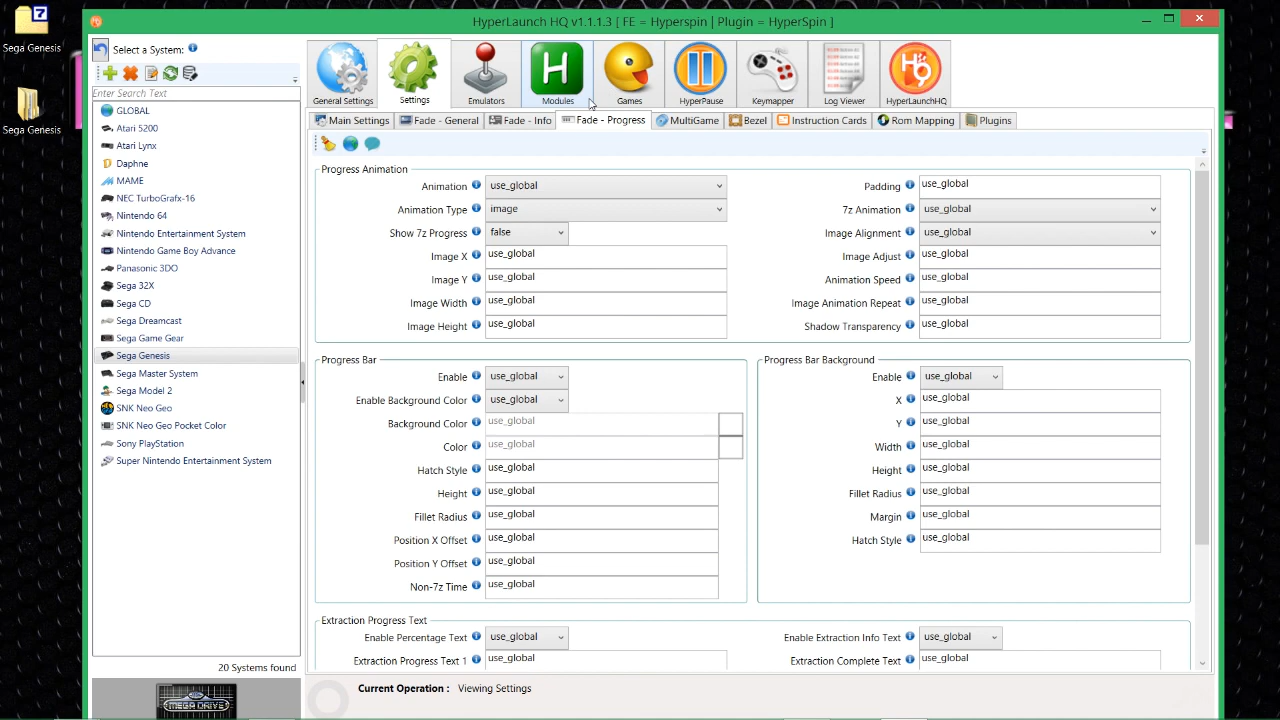 HyperLaunch HQ v1.1.1.3 [ FE = Hyperspin | Plugin = HyperSpin ]
7
Sega Genesis
Sega Genesis
Select a System:
Enter Search Text
GLOBAL
Atari 5200
Atari Lynx
Daphne
MAME
NEC TurboGrafx-16
Nintendo 64
Nintendo Entertainment System
Nintendo Game Boy Advance
Panasonic 3DO
Sega 32X
Sega CD
Sega Dreamcast
Sega Game Gear
Sega Genesis
Sega Master System
Sega Model 2
SNK Neo Geo
SNK Neo Geo Pocket Color
Sony PlayStation
Super Nintendo Entertainment System
20 Systems found
MEGA DRIVE
General Settings
Settings
Emulators
H
Modules
Games
HyperPause
Keymapper
Log Viewer
HQ
HyperLaunchHQ
Main Settings
Fade - General
Fade - Info
Fade - Progress
MultiGame
Bezel
Instruction Cards
Rom Mapping
Plugins
Progress Animation
Animation use_global
Animation Type image
Show 7z Progress false
Image X use_global
Image Y use_global
Image Width use_global
Image Height use_global
Padding use_global
7z Animation use_global
Image Alignment use_global
Image Adjust use_global
Animation Speed use_global
Image Animation Repeat use_global
Shadow Transparency use_global
Progress Bar
Enable use_global
Enable Background Color use_global
Background Color use_global
Color use_global
Hatch Style use_global
Height use_global
Fillet Radius use_global
Position X Offset use_global
Position Y Offset use_global
Non-7z Time use_global
Progress Bar Background
Enable use_global
X use_global
Y use_global
Width use_global
Height use_global
Fillet Radius use_global
Margin use_global
Hatch Style use_global
Extraction Progress Text
Enable Percentage Text use_global
Extraction Progress Text 1 use_global
Enable Extraction Info Text use_global
Extraction Complete Text use_global
Current Operation : Viewing Settings